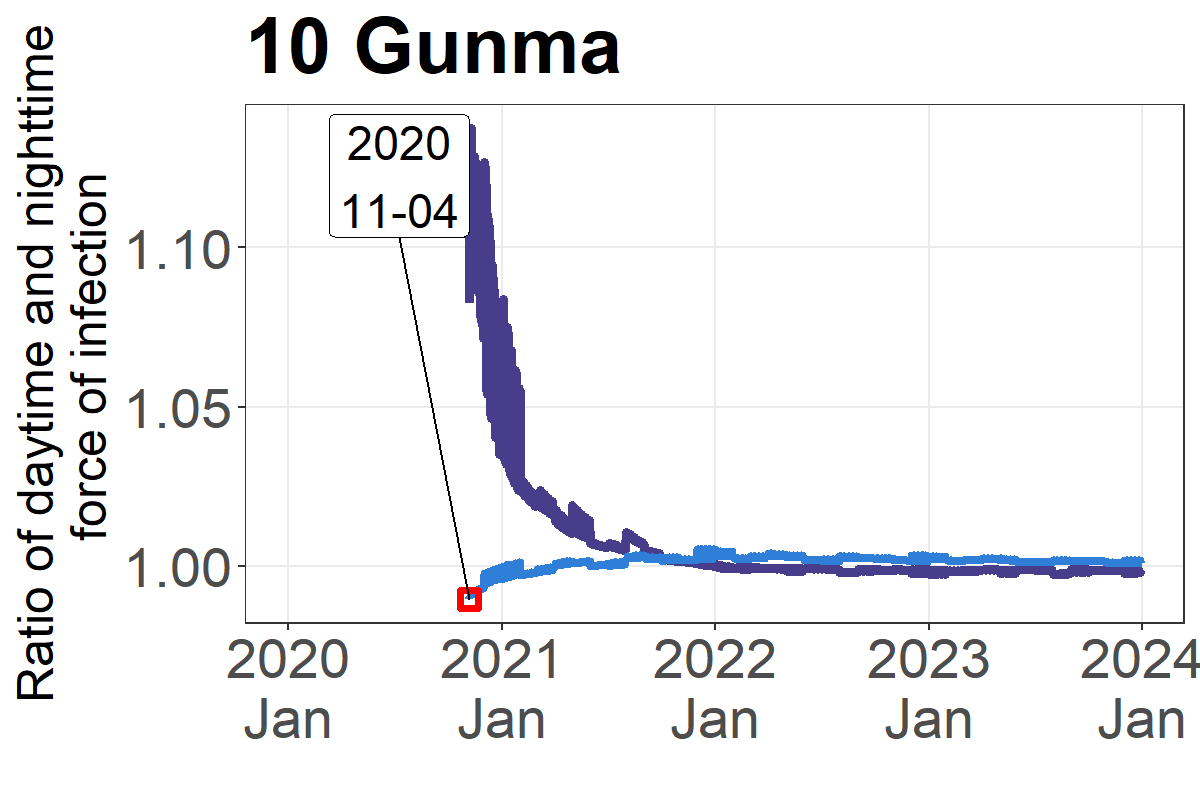 10 Gunma
Ratio of daytime and nighttime
force of infection
2020
11-04
1.10
1.05
1.00
2020
Jan
2021
Jan
2022
Jan
2023
Jan
2024
Jan